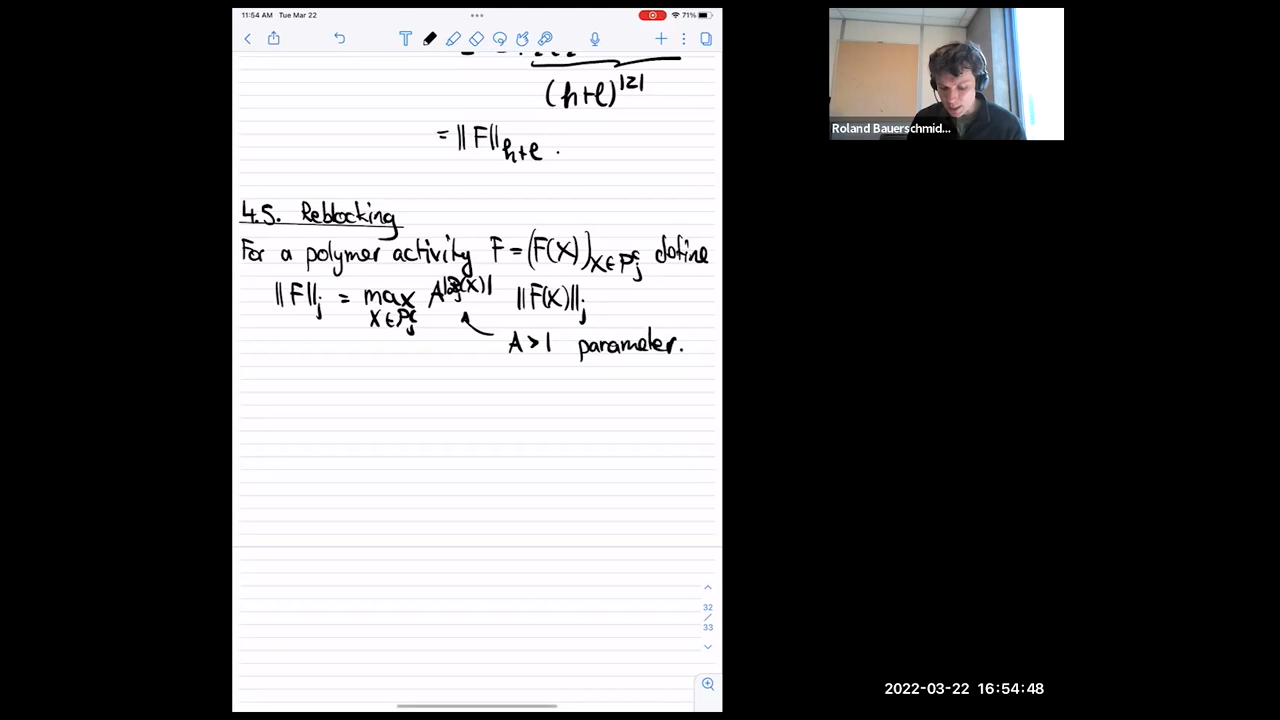 11:54 AM Tue Mar 22
71%
(h+ℓ)^|z|
= ‖F‖_{h+ℓ} .
4.5. Reblocking
For a polymer activity F = (F(X))_{X∈P_j^c} define
‖F‖_j = max_{X∈P_j^c} A^{|B_j(X)|} ‖F(X)‖_j
A > 1 parameter.
32
/
33
Roland Bauerschmid...
2022-03-22 16:54:48